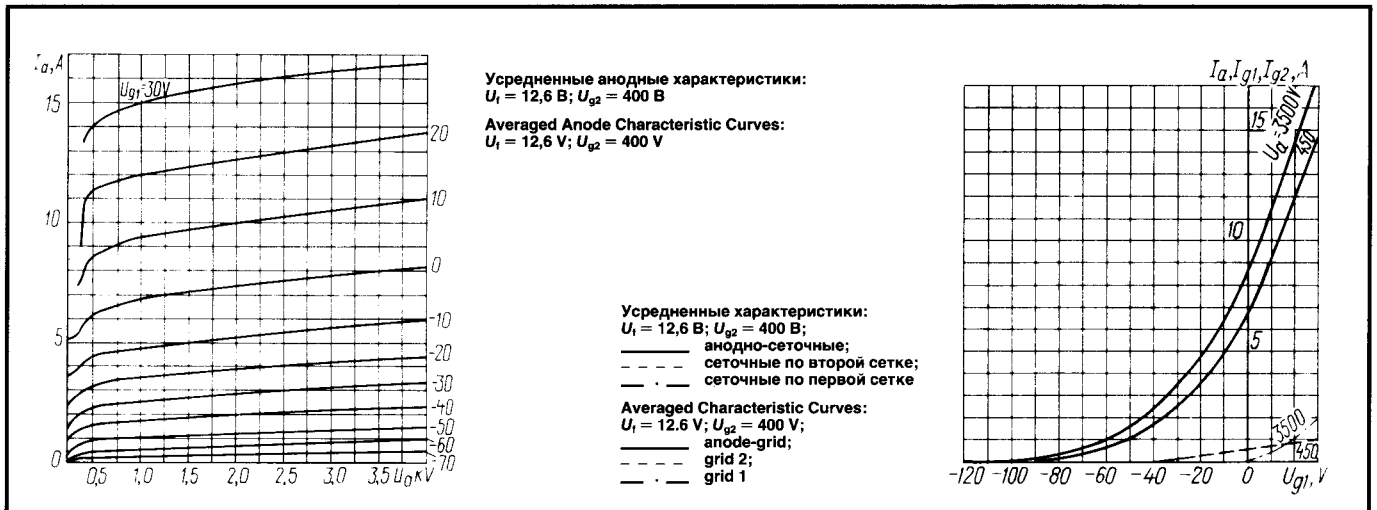 Iа, А
Ug1=30V
15
20
10
10
0
5
-10
-20
-30
-40
-50
-60
-70
0
0,5 1,0 1,5 2,0 2,5 3,0 3,5 Uа кV
Усредненные анодные характеристики:
Uf = 12,6 В; Ug2 = 400 В
Averaged Anode Characteristic Curves:
Uf = 12,6 V; Ug2 = 400 V
Усредненные характеристики:
Uf = 12,6 В; Ug2 = 400 В;
анодно-сеточные;
сеточные по второй сетке;
сеточные по первой сетке
Averaged Characteristic Curves:
Uf = 12.6 V; Ug2 = 400 V;
anode-grid;
grid 2;
grid 1
Iа, Ig1, Ig2, А
15
Uа=3500V
450
10
5
3500
450
-120 -100 -80 -60 -40 -20 0 Ug1, V